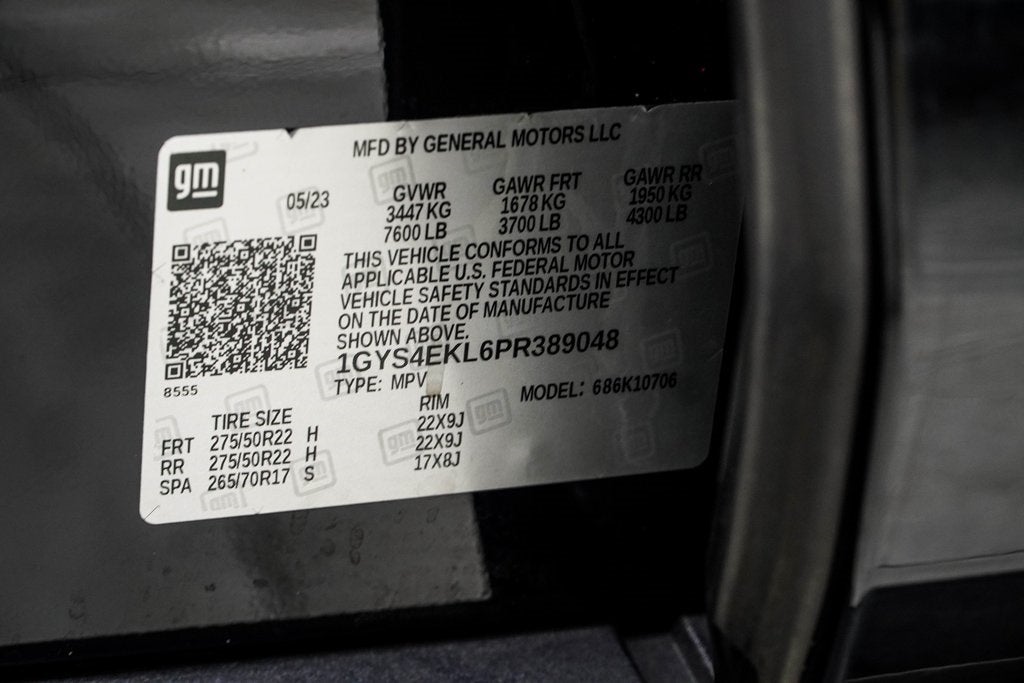 gm
MFD BY GENERAL MOTORS LLC
05/23
GVWR GAWR FRT GAWR RR
3447 KG 1678 KG 1950 KG
7600 LB 3700 LB 4300 LB
THIS VEHICLE CONFORMS TO ALL
APPLICABLE U.S. FEDERAL MOTOR
VEHICLE SAFETY STANDARDS IN EFFECT
ON THE DATE OF MANUFACTURE
SHOWN ABOVE.
1GYS4EKL6PR389048
8555
TYPE: MPV MODEL: 686K10706
TIRE SIZE RIM
FRT 275/50R22 H 22X9J
RR 275/50R22 H 22X9J
SPA 265/70R17 S 17X8J